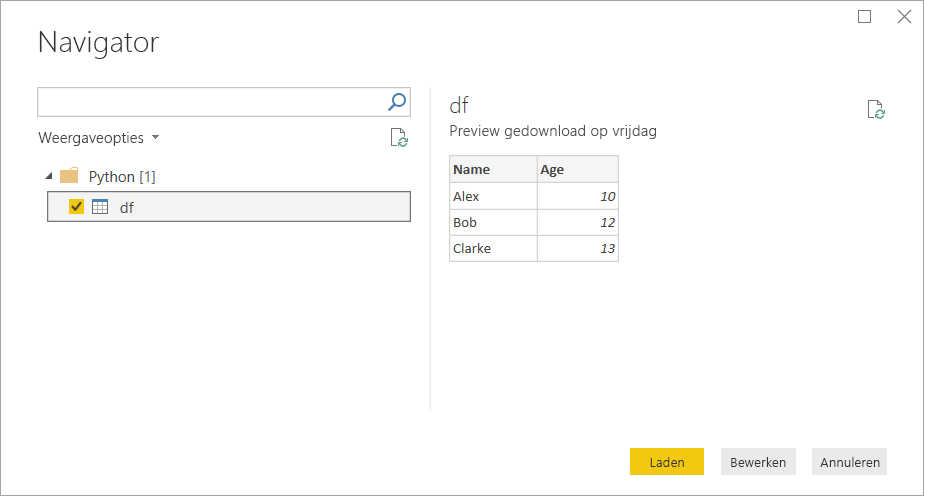 Navigator
Weergaveopties
Python [1]
df
df
Preview gedownload op vrijdag
Name Age
Alex 10
Bob 12
Clarke 13
Laden Bewerken Annuleren